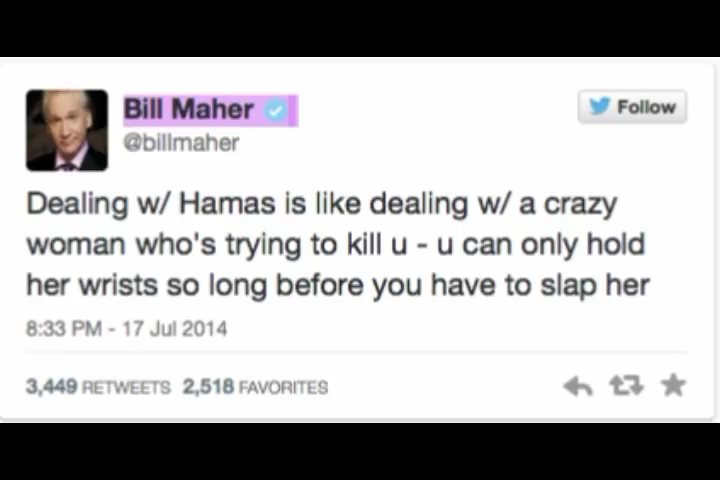 Bill Maher
@billmaher
Follow
Dealing w/ Hamas is like dealing w/ a crazy
woman who's trying to kill u - u can only hold
her wrists so long before you have to slap her
8:33 PM - 17 Jul 2014
3,449 RETWEETS 2,518 FAVORITES